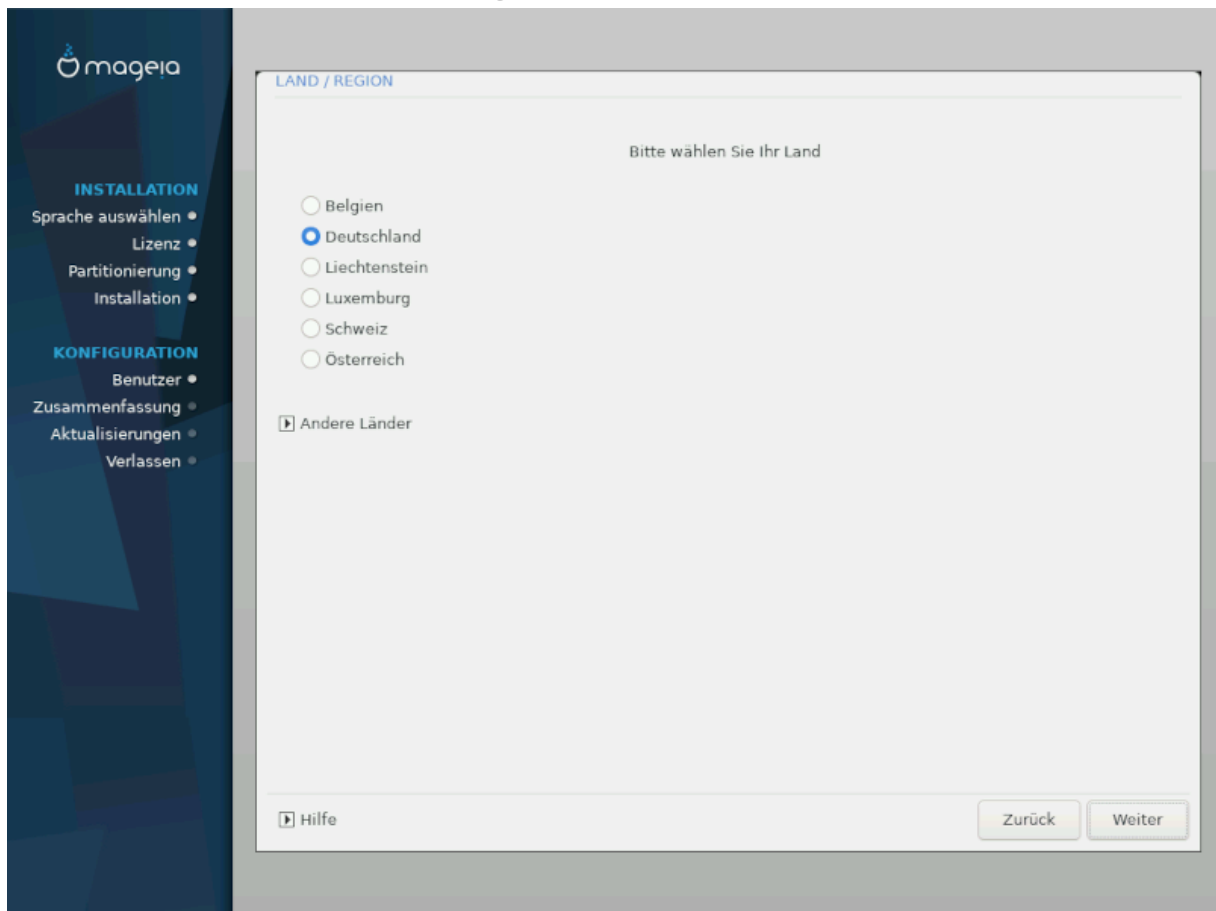 mageia
INSTALLATION
Sprache auswählen
Lizenz
Partitionierung
Installation
KONFIGURATION
Benutzer
Zusammenfassung
Aktualisierungen
Verlassen
LAND / REGION
Bitte wählen Sie Ihr Land
Belgien
Deutschland
Liechtenstein
Luxemburg
Schweiz
Österreich
Andere Länder
Hilfe
Zurück
Weiter